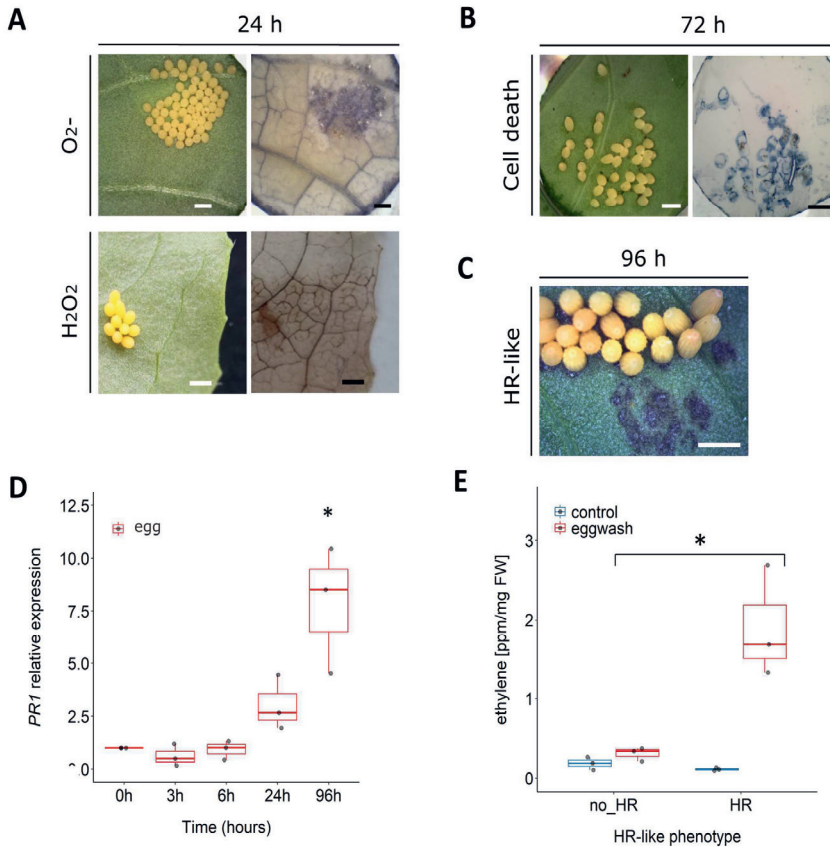 A
24 h
O2-
H2O2
B
72 h
Cell death
C
96 h
HR-like
D
PR1 relative expression
12.5
10.0
7.5
5.0
2.5
0.0
egg
*
0h 3h 6h 24h 96h
Time (hours)
E
ethylene [ppm/mg FW]
3
2
1
0
control
eggwash
*
no_HR HR
HR-like phenotype